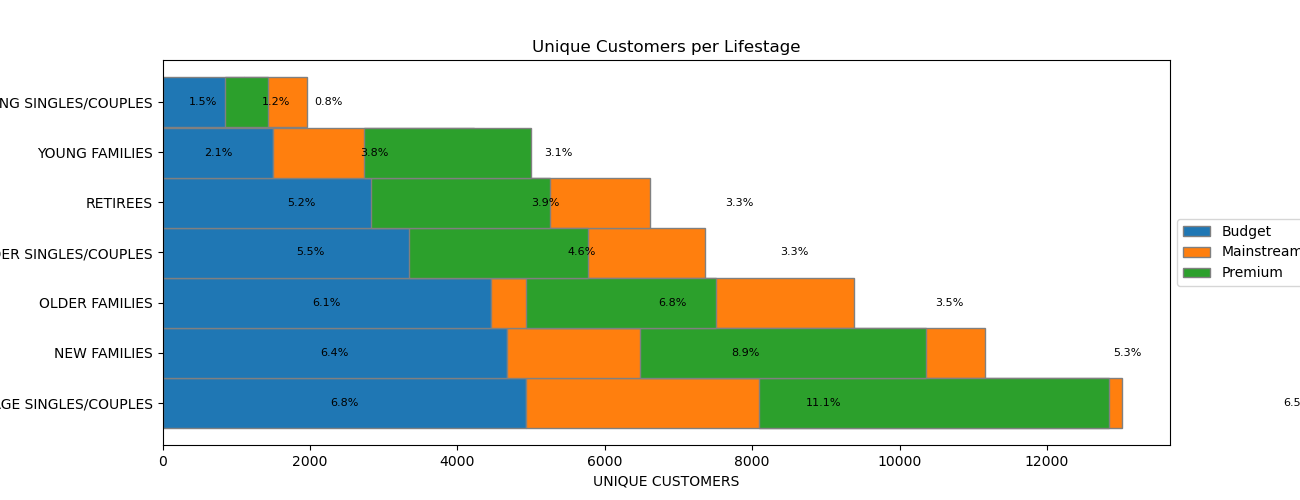 Unique Customers per Lifestage
NG SINGLES/COUPLES
1.5%
1.2%
0.8%
YOUNG FAMILIES
2.1%
3.8%
3.1%
RETIREES
5.2%
3.9%
3.3%
DER SINGLES/COUPLES
5.5%
4.6%
3.3%
Budget
Mainstream
Premium
OLDER FAMILIES
6.1%
6.8%
3.5%
NEW FAMILIES
6.4%
8.9%
5.3%
AGE SINGLES/COUPLES
6.8%
11.1%
6.5
0 2000 4000 6000 8000 10000 12000
UNIQUE CUSTOMERS